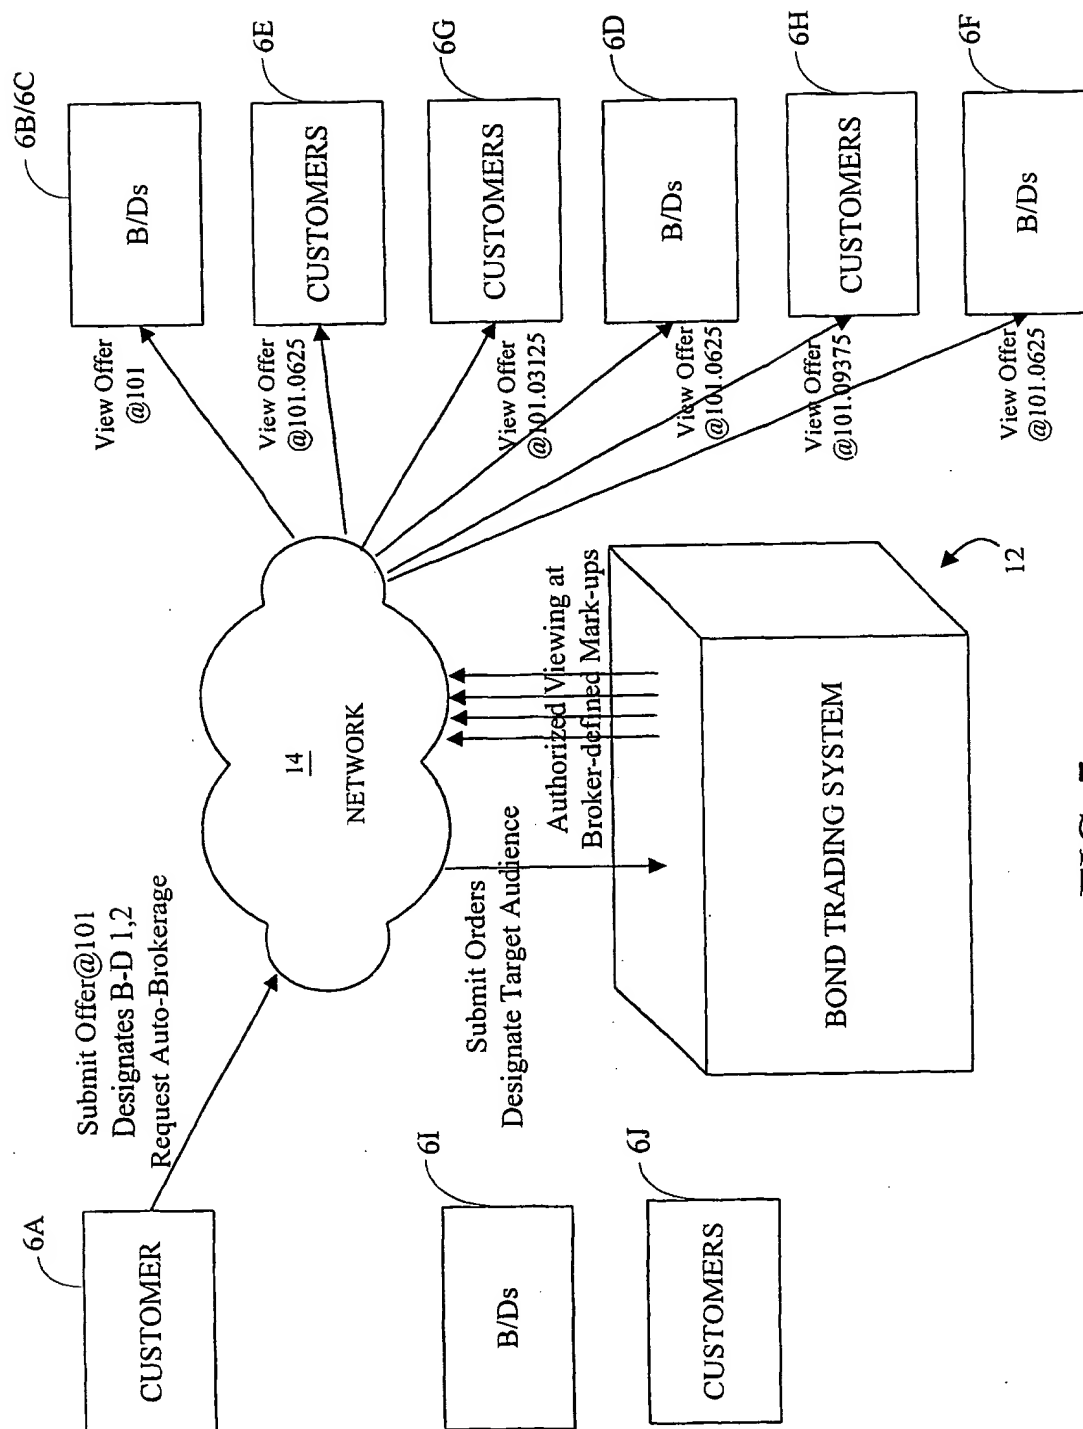 6A
CUSTOMER
Submit Offer@101
Designates B-D 1,2
Request Auto-Brokerage
6I
B/Ds
6J
CUSTOMERS
14
NETWORK
Submit Orders
Designate Target Audience
Authorized Viewing at
Broker-defined Mark-ups
BOND TRADING SYSTEM
12
View Offer
@101
B/Ds
6B/6C
View Offer
@101.0625
CUSTOMERS
6E
View Offer
@101.03125
CUSTOMERS
6G
View Offer
@101.0625
B/Ds
6D
View Offer
@101.09375
CUSTOMERS
6H
View Offer
@101.0625
B/Ds
6F